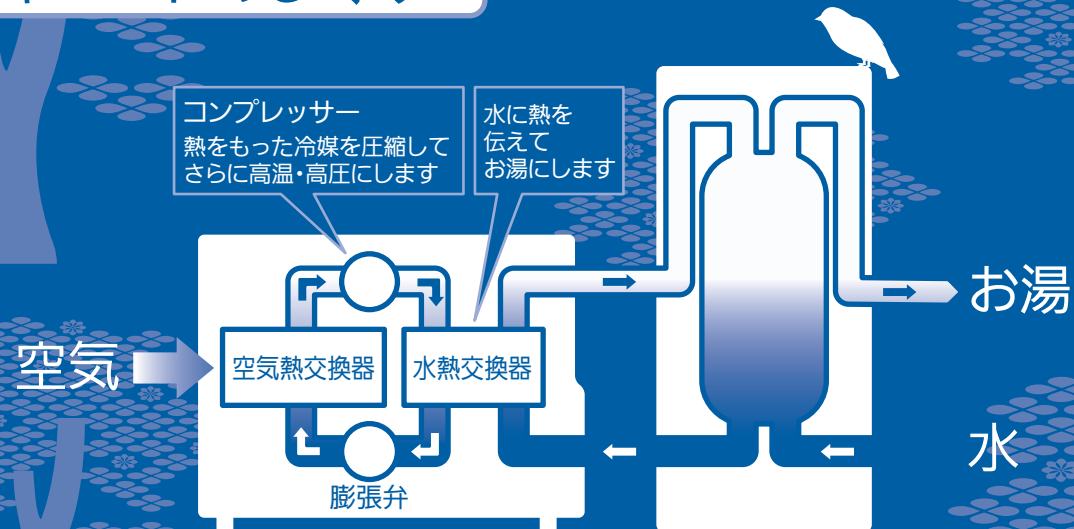 コンプレッサー
熱をもった冷媒を圧縮して
さらに高温・高圧にします
水に熱を
伝えて
お湯にします
お湯
空気
空気熱交換器
水熱交換器
水
膨張弁